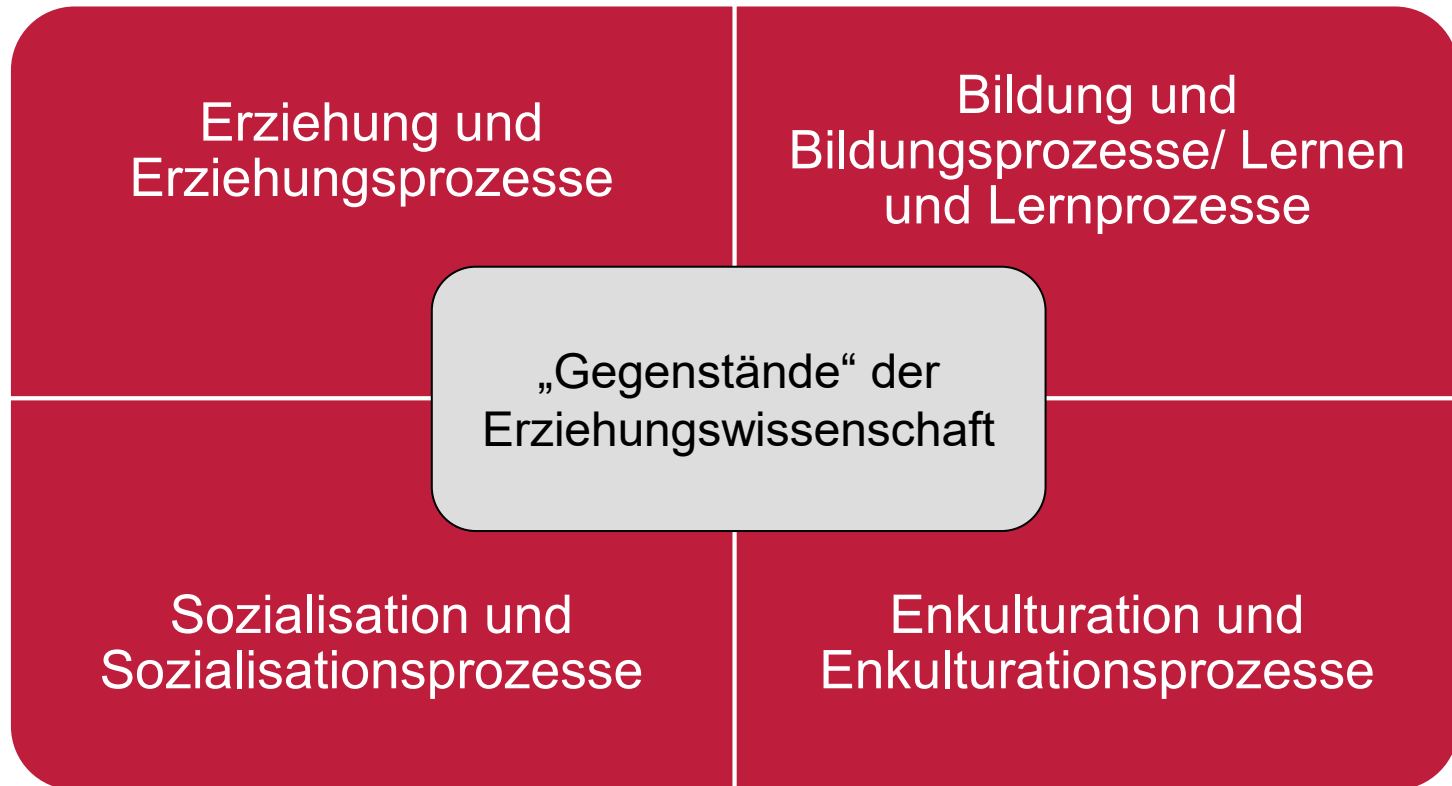 Erziehung und
Erziehungsprozesse
Bildung und
Bildungsprozesse/ Lernen
und Lernprozesse
„Gegenstände“ der
Erziehungswissenschaft
Sozialisation und
Sozialisationsprozesse
Enkulturation und
Enkulturationsprozesse